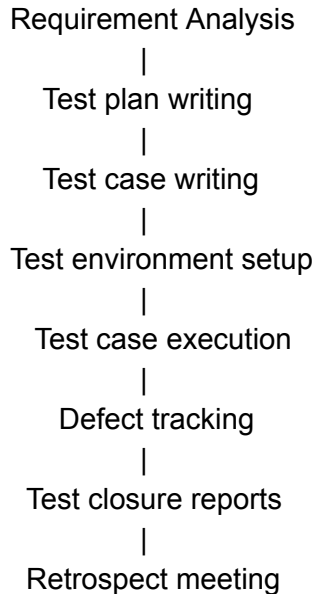 Requirement Analysis
|
Test plan writing
|
Test case writing
|
Test environment setup
|
Test case execution
|
Defect tracking
|
Test closure reports
|
Retrospect meeting